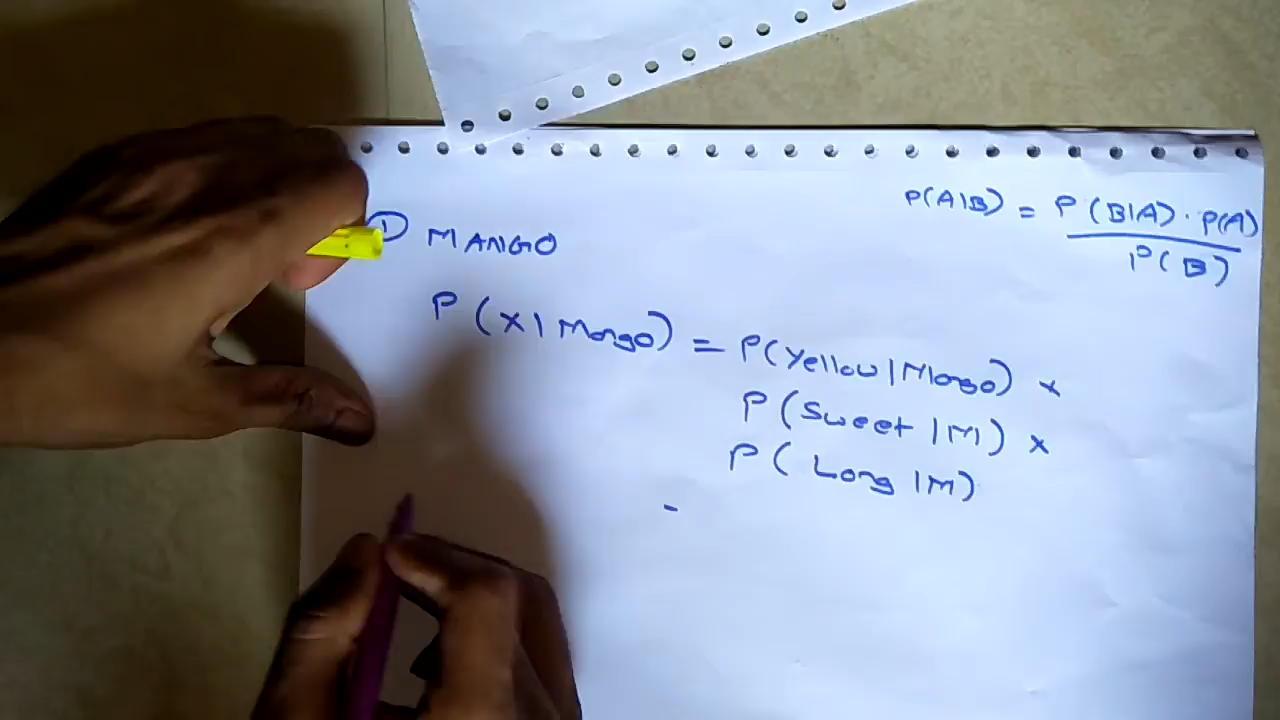 P(A|B) = P(B|A) · P(A)
P(B)
① MANGO
P(X|Mango) = P(Yellow|Mango) ×
P(Sweet|M) ×
P(Long|M)
-